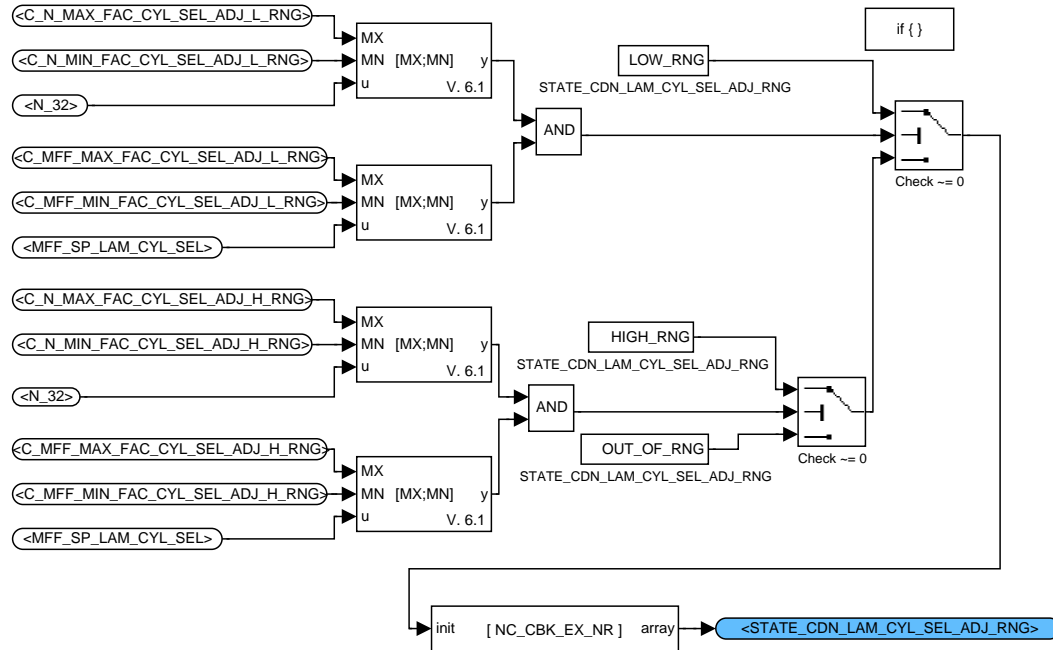 <C_N_MAX_FAC_CYL_SEL_ADJ_L_RNG>
<C_N_MIN_FAC_CYL_SEL_ADJ_L_RNG>
<N_32>
MX
MN [MX;MN] y
u
V. 6.1
<C_MFF_MAX_FAC_CYL_SEL_ADJ_L_RNG>
<C_MFF_MIN_FAC_CYL_SEL_ADJ_L_RNG>
<MFF_SP_LAM_CYL_SEL>
MX
MN [MX;MN] y
u
V. 6.1
AND
LOW_RNG
STATE_CDN_LAM_CYL_SEL_ADJ_RNG
if { }
Check ~= 0
<C_N_MAX_FAC_CYL_SEL_ADJ_H_RNG>
<C_N_MIN_FAC_CYL_SEL_ADJ_H_RNG>
<N_32>
MX
MN [MX;MN] y
u
V. 6.1
<C_MFF_MAX_FAC_CYL_SEL_ADJ_H_RNG>
<C_MFF_MIN_FAC_CYL_SEL_ADJ_H_RNG>
<MFF_SP_LAM_CYL_SEL>
MX
MN [MX;MN] y
u
V. 6.1
AND
HIGH_RNG
STATE_CDN_LAM_CYL_SEL_ADJ_RNG
OUT_OF_RNG
STATE_CDN_LAM_CYL_SEL_ADJ_RNG
Check ~= 0
init [ NC_CBK_EX_NR ] array
<STATE_CDN_LAM_CYL_SEL_ADJ_RNG>